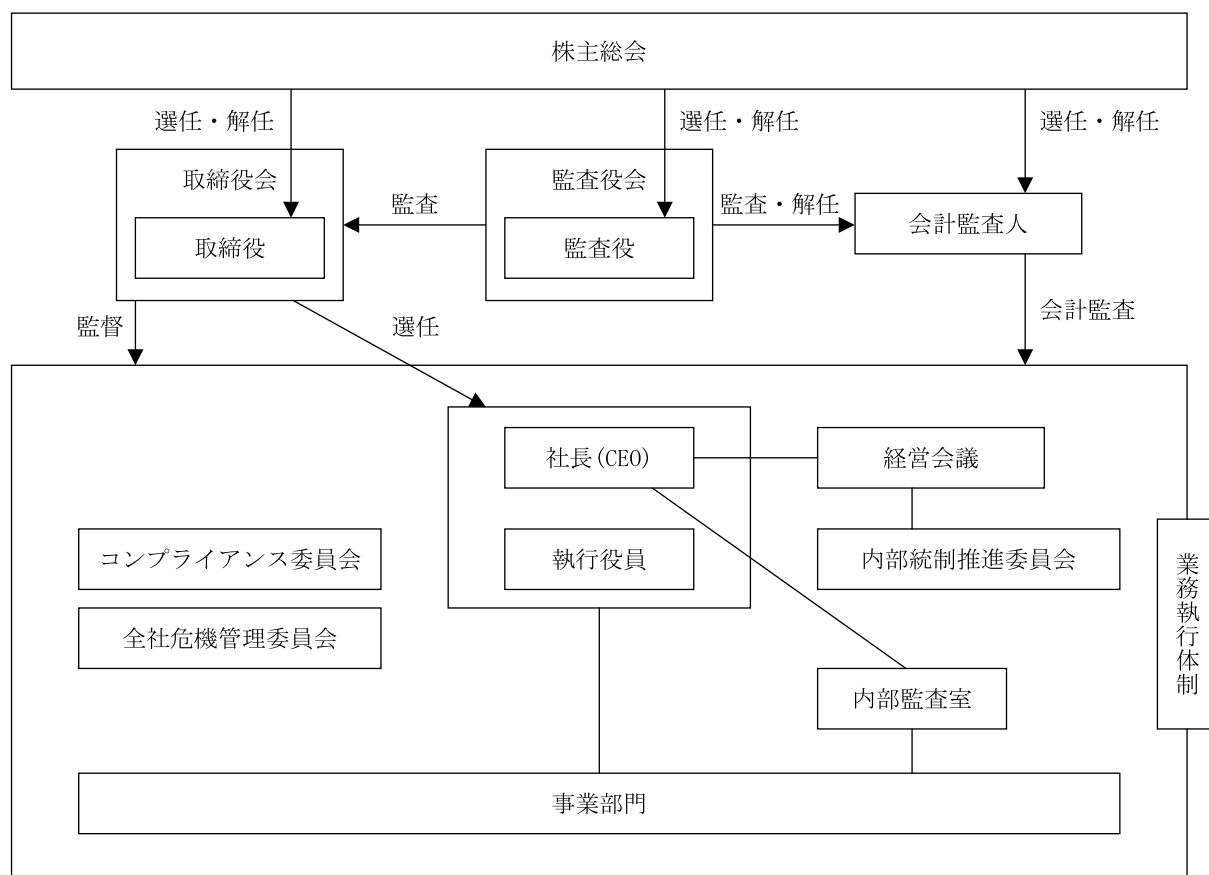 株主総会
選任・解任
選任・解任
選任・解任
取締役会
監査役会
監査
監査・解任
会計監査人
取締役
監査役
監督
選任
会計監査
社長(CEO)
経営会議
コンプライアンス委員会
執行役員
内部統制推進委員会
全社危機管理委員会
業務執行体制
内部監査室
事業部門